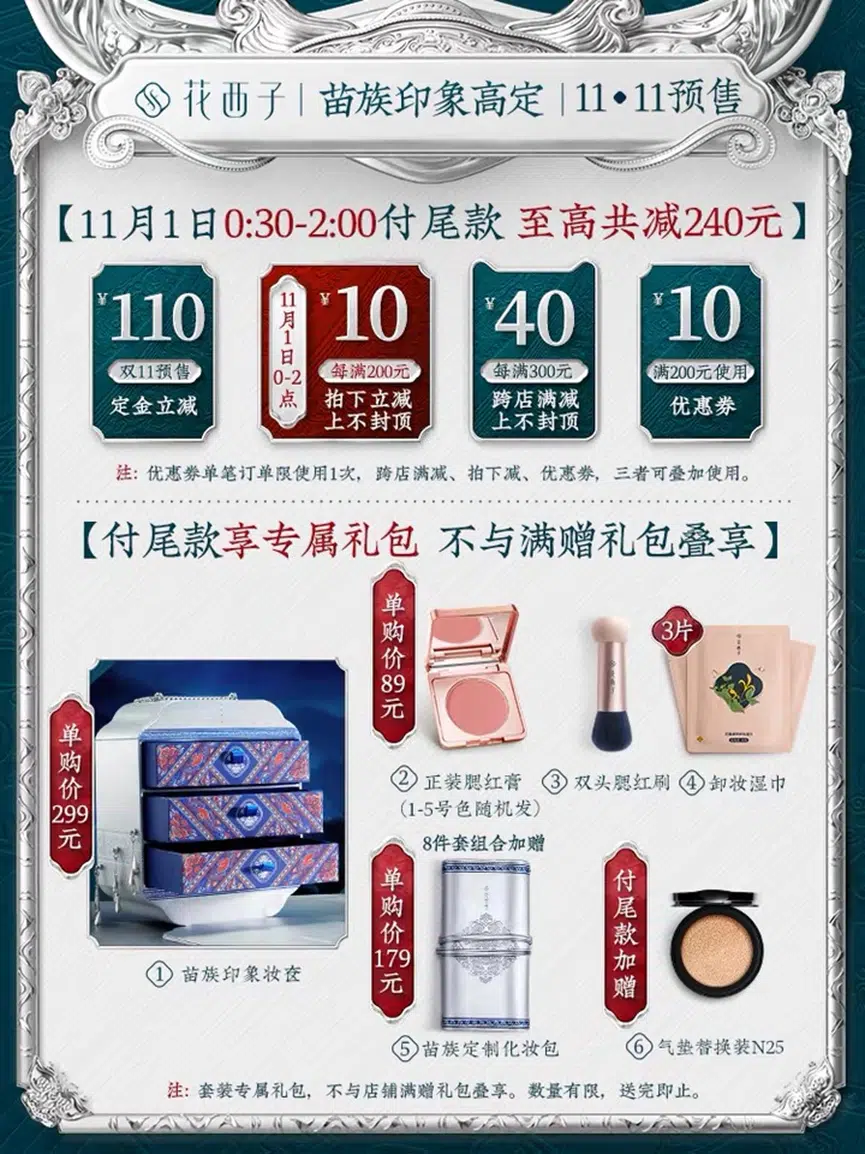 花西子 | 苗族印象高定 | 11•11预售
【11月1日0:30-2:00付尾款 至高共减240元】
¥110
双11预售
定金立减
11月1日0-2点
¥10
每满200元
拍下立减
上不封顶
¥40
每满300元
跨店满减
上不封顶
¥10
满200元使用
优惠券
注: 优惠券单笔订单限使用1次, 跨店满减、拍下减、优惠券, 三者可叠加使用。
【付尾款享专属礼包 不与满赠礼包叠享】
单购价299元
① 苗族印象妆奁
单购价89元
② 正装腮红膏
(1-5号色随机发)
③ 双头腮红刷
3片
④ 卸妆湿巾
8件套组合加赠
单购价179元
⑤ 苗族定制化妆包
付尾款加赠
⑥ 气垫替换装N25
注: 套装专属礼包, 不与店铺满赠礼包叠享。数量有限, 送完即止。